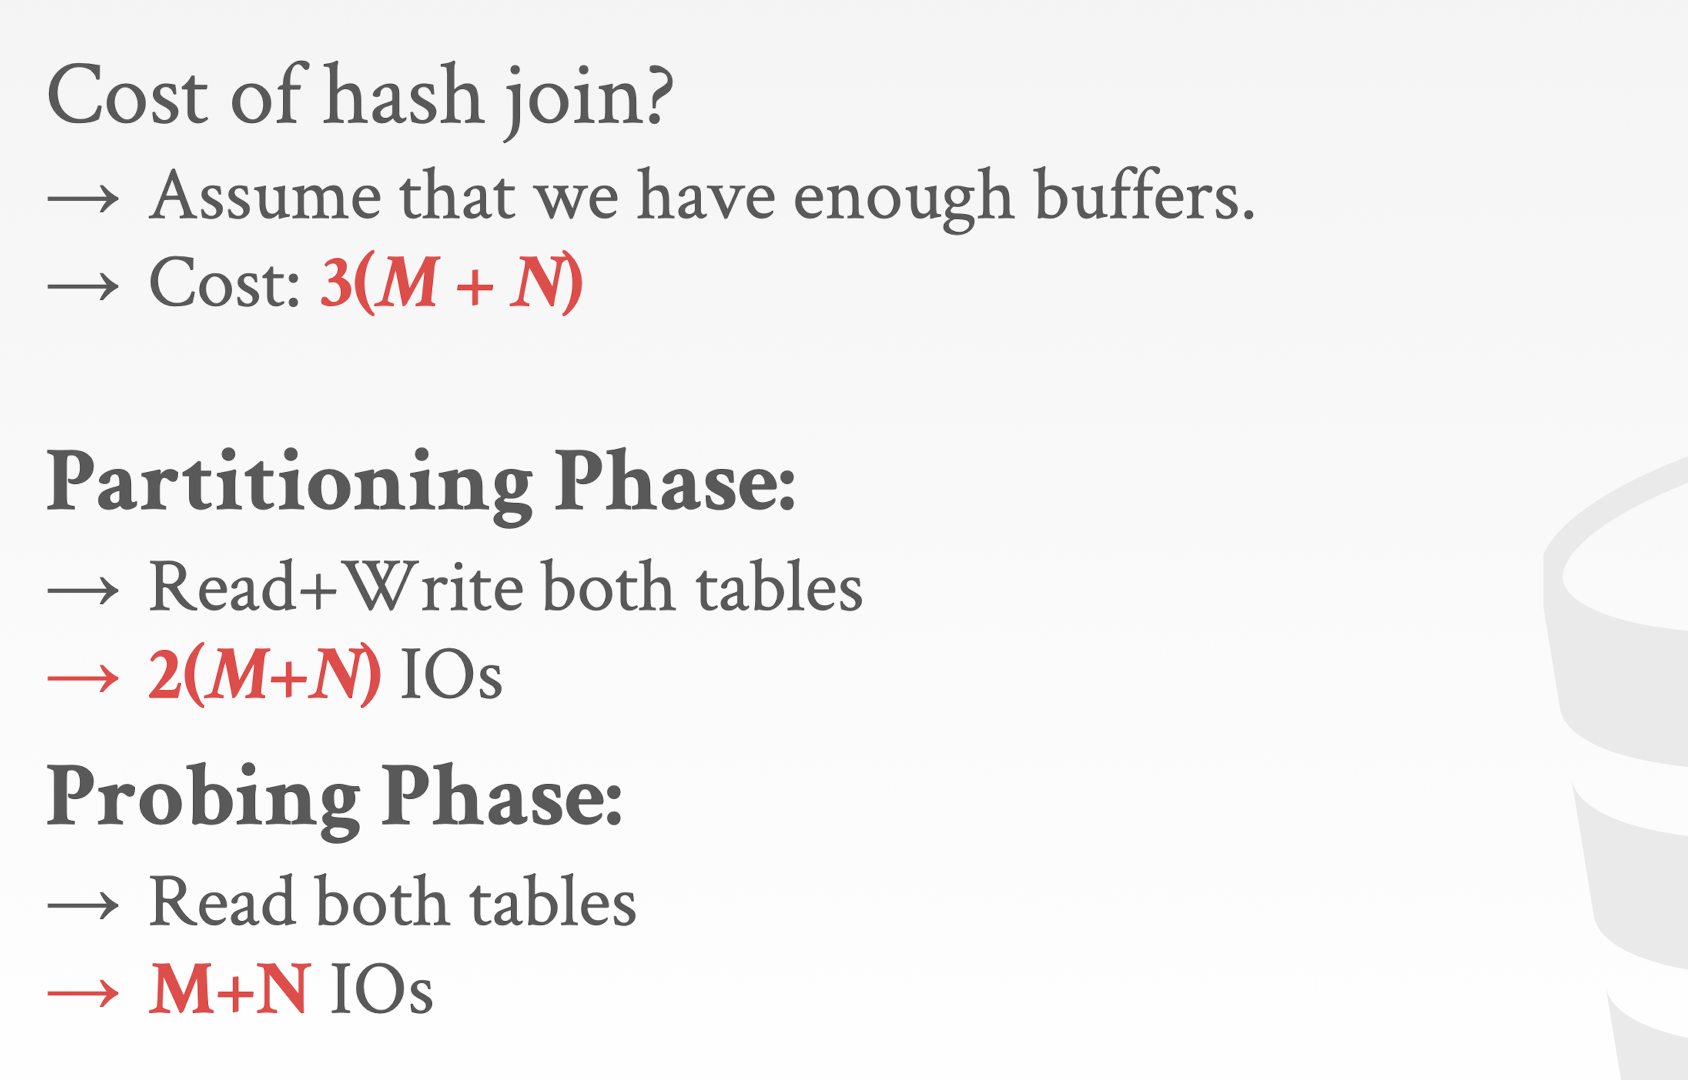 Cost of hash join?
→ Assume that we have enough buffers.
→ Cost: 3(M + N)
Partitioning Phase:
→ Read+Write both tables
→ 2(M+N) IOs
Probing Phase:
→ Read both tables
→ M+N IOs